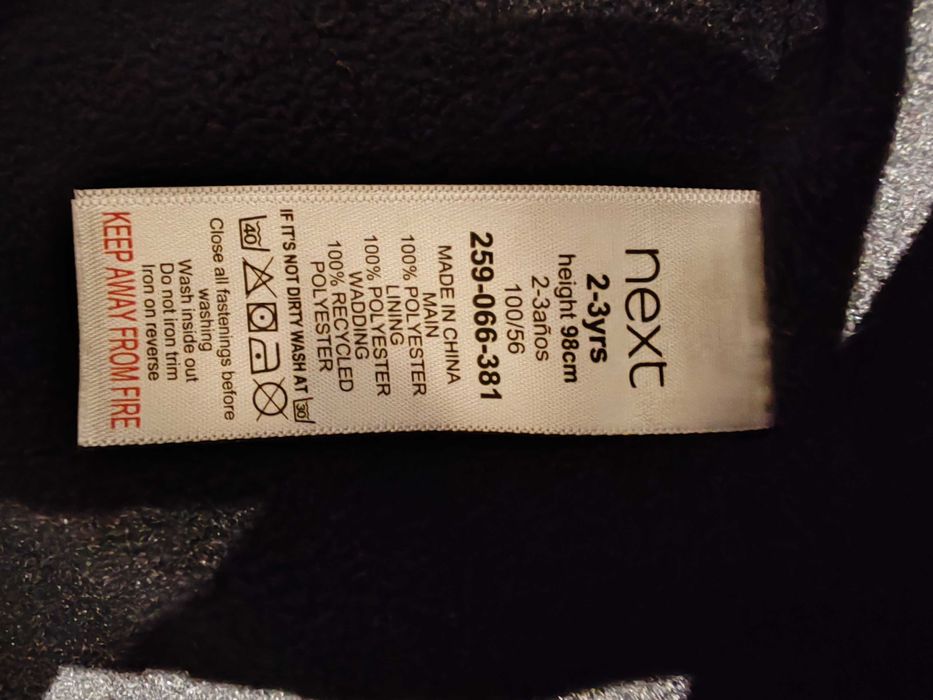 next
2-3yrs
height 98cm
2-3años
100/56
259-066-381
MADE IN CHINA
MAIN
100% POLYESTER
LINING
100% POLYESTER
WADDING
100% RECYCLED
POLYESTER
IF IT'S NOT DIRTY WASH AT 30
40
Close all fastenings before
washing
Wash inside out
Do not iron trim
Iron on reverse
KEEP AWAY FROM FIRE